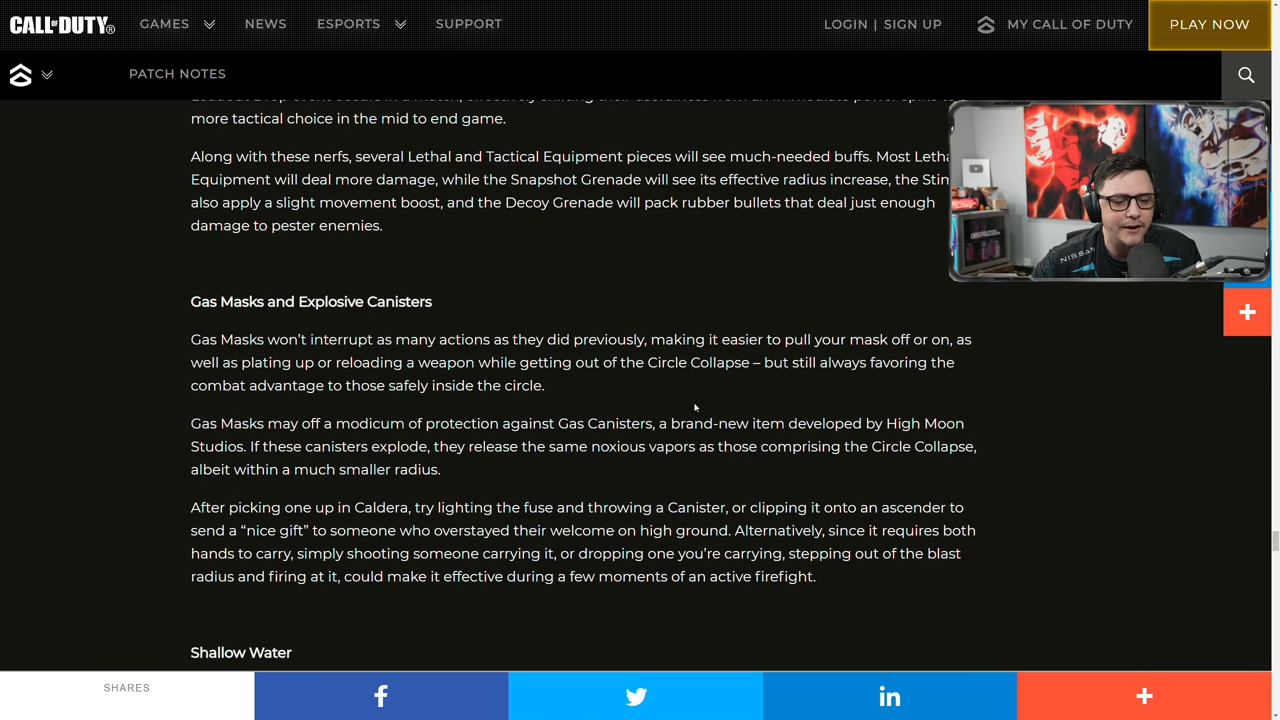 CALL OF DUTY®
GAMES
NEWS
ESPORTS
SUPPORT
LOGIN | SIGN UP
MY CALL OF DUTY
PLAY NOW
PATCH NOTES
more tactical choice in the mid to end game.
Along with these nerfs, several Lethal and Tactical Equipment pieces will see much-needed buffs. Most Letha
Equipment will deal more damage, while the Snapshot Grenade will see its effective radius increase, the Stim
also apply a slight movement boost, and the Decoy Grenade will pack rubber bullets that deal just enough
damage to pester enemies.
Gas Masks and Explosive Canisters
Gas Masks won’t interrupt as many actions as they did previously, making it easier to pull your mask off or on, as
well as plating up or reloading a weapon while getting out of the Circle Collapse – but still always favoring the
combat advantage to those safely inside the circle.
Gas Masks may off a modicum of protection against Gas Canisters, a brand-new item developed by High Moon
Studios. If these canisters explode, they release the same noxious vapors as those comprising the Circle Collapse,
albeit within a much smaller radius.
After picking one up in Caldera, try lighting the fuse and throwing a Canister, or clipping it onto an ascender to
send a “nice gift” to someone who overstayed their welcome on high ground. Alternatively, since it requires both
hands to carry, simply shooting someone carrying it, or dropping one you’re carrying, stepping out of the blast
radius and firing at it, could make it effective during a few moments of an active firefight.
Shallow Water
SHARES
NISSAN